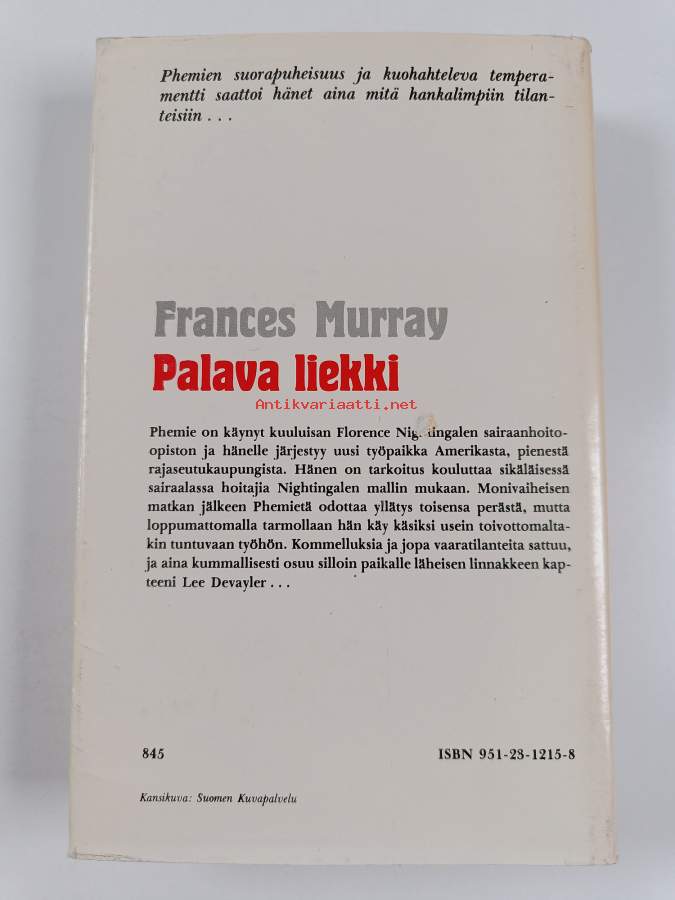 Phemien suorapuheisuus ja kuohahteleva tempera-
mentti saattoi hänet aina mitä hankalimpiin tilan-
teisiin . . .
Frances Murray
Palava liekki
Antikvariaatti.net
Phemie on käynyt kuuluisan Florence Nightingalen sairaanhoito-
opiston ja hänelle järjestyy uusi työpaikka Amerikasta, pienestä
rajaseutukaupungista. Hänen on tarkoitus kouluttaa sikäläisessä
sairaalassa hoitajia Nightingalen mallin mukaan. Monivaiheisen
matkan jälkeen Phemietä odottaa yllätys toisensa perästä, mutta
loppumattomalla tarmollaan hän käy käsiksi usein toivottomalta-
kin tuntuvaan työhön. Kommelluksia ja jopa vaaratilanteita sattuu,
ja aina kummallisesti osuu silloin paikalle läheisen linnakkeen kap-
teeni Lee Devayler . . .
845
ISBN 951-23-1215-8
Kansikuva: Suomen Kuvapalvelu